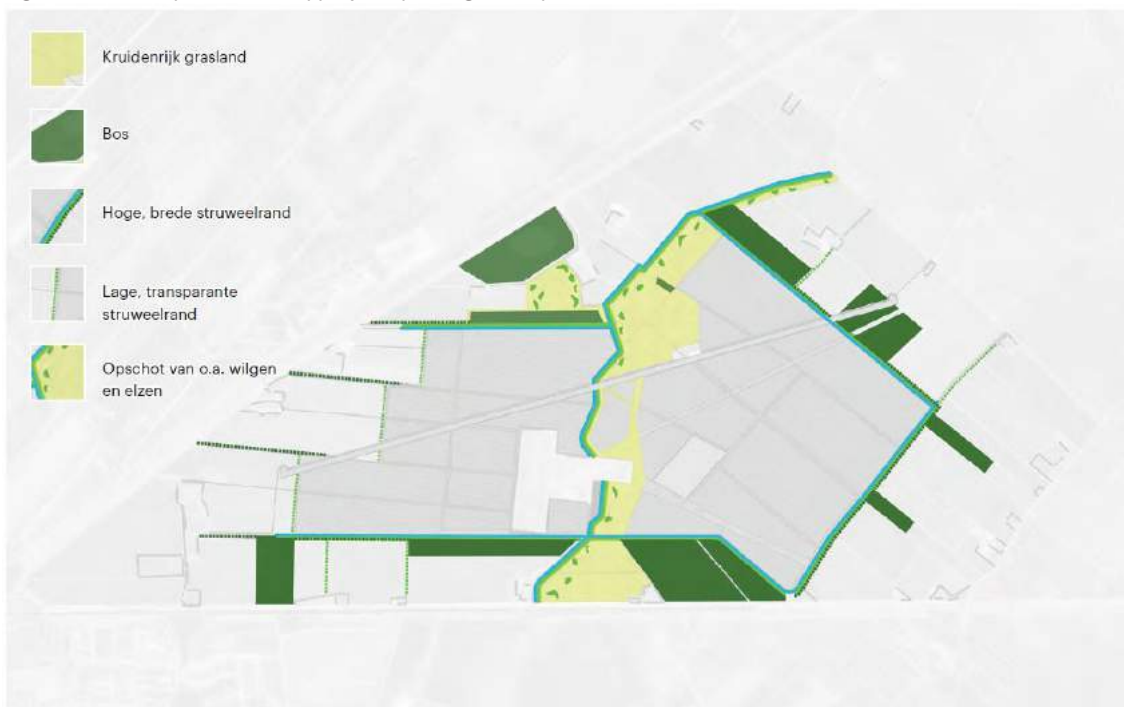 Kruidenrijk grasland
Bos
Hoge, brede struweelrand
Lage, transparante
struweelrand
Opschot van o.a. wilgen
en elzen